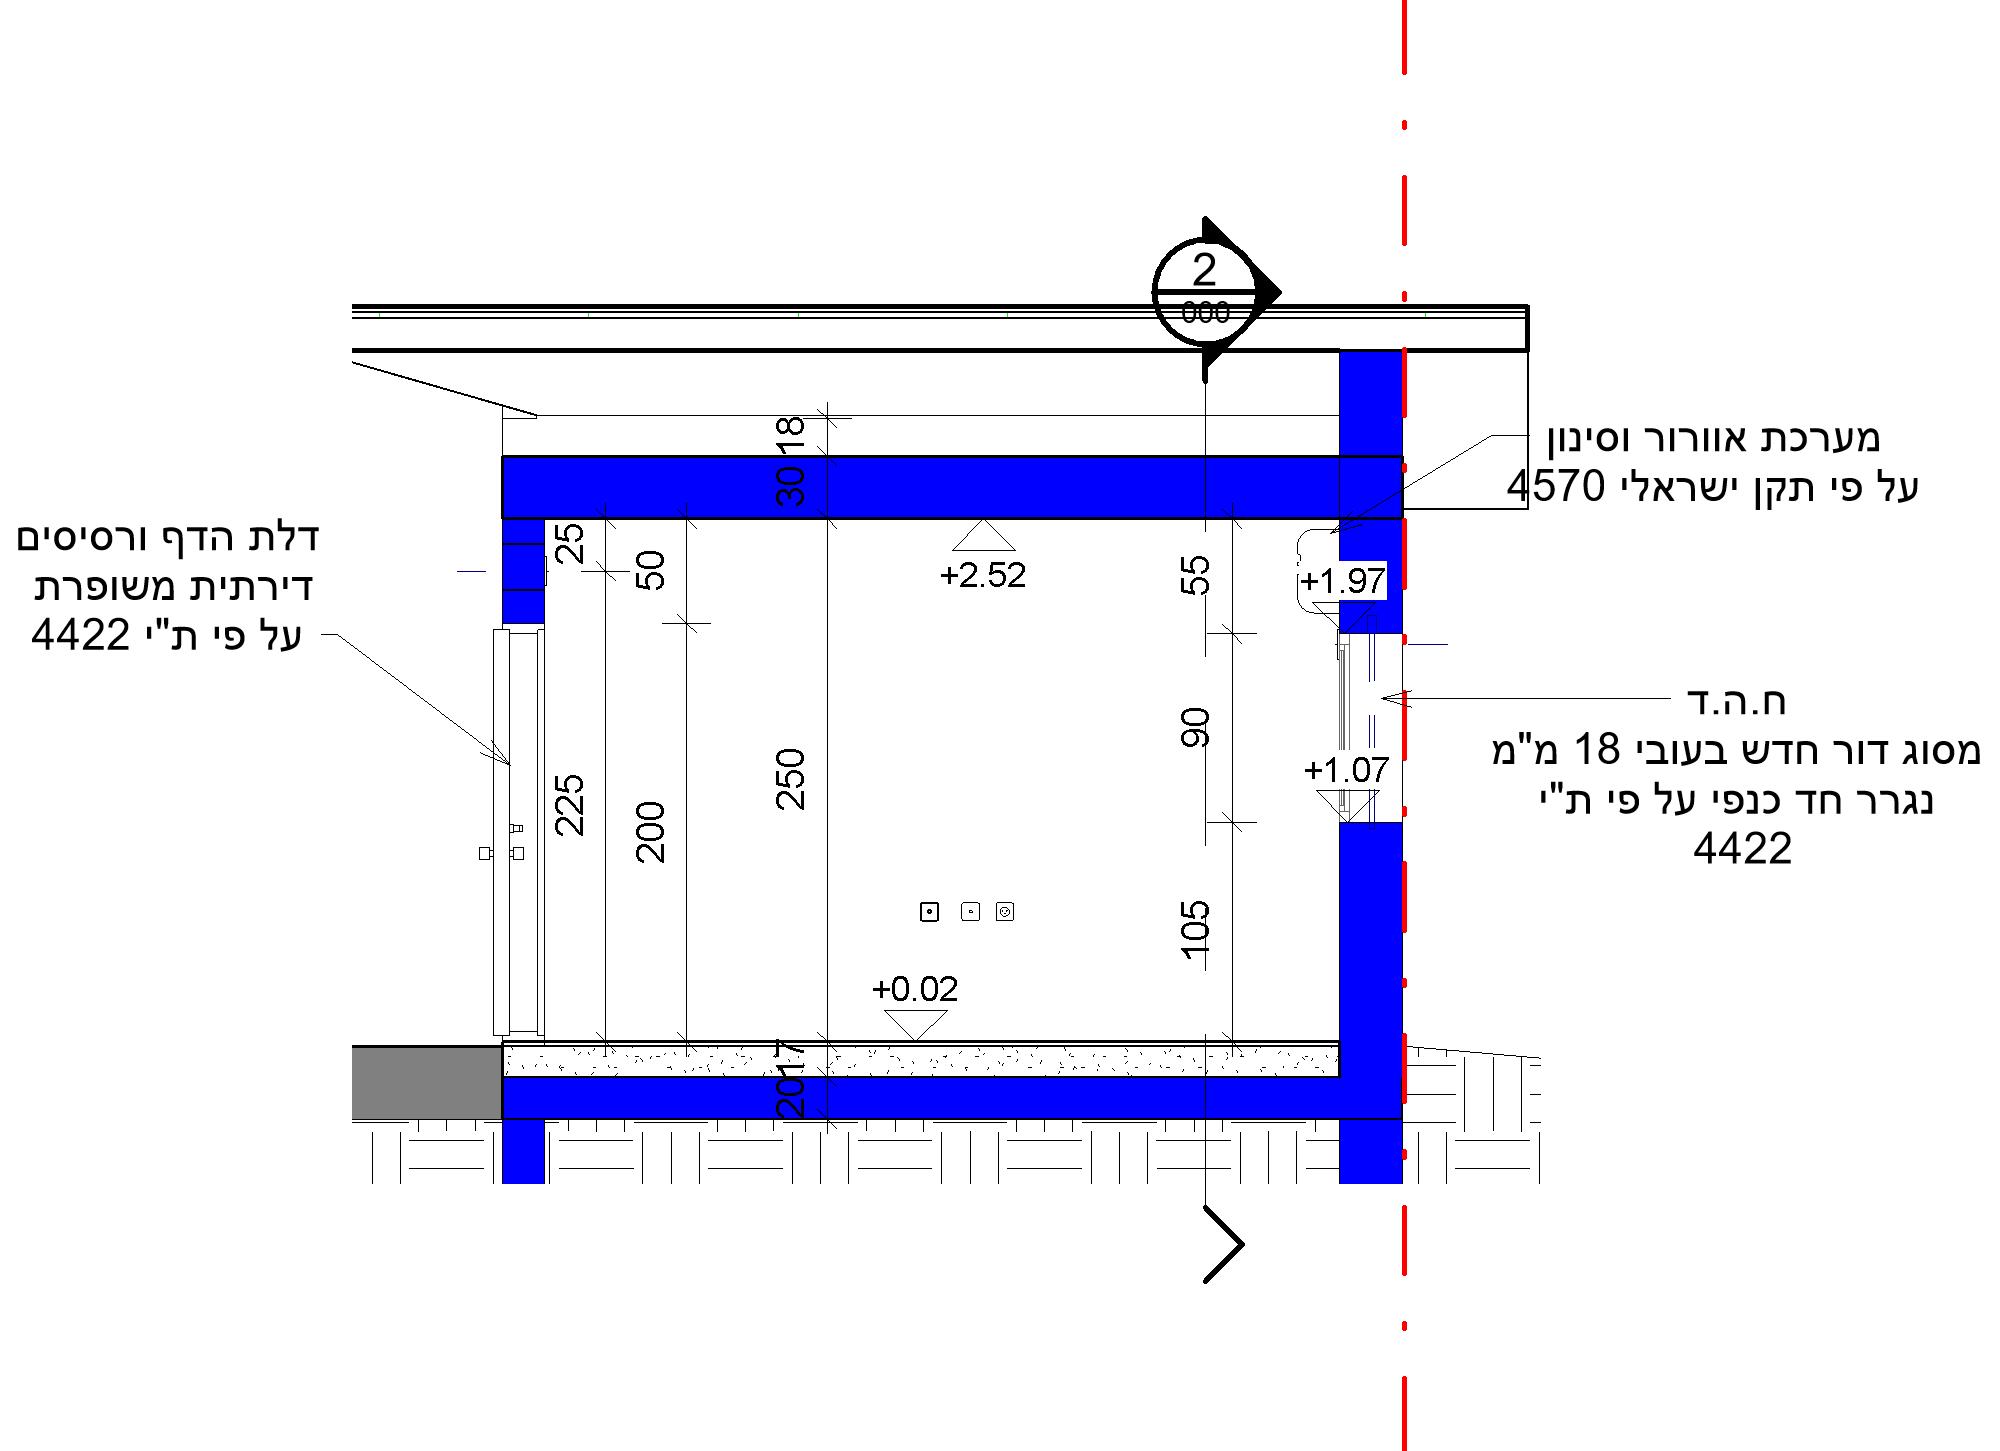 2
000
מערכת אוורור וסינון
על פי תקן ישראלי 4570
דלת הדף ורסיסים
דירתית משופרת
על פי ת"י 4422
18
30
25
50
55
+2.52
+1.97
ח.ה.ד
מסוג דור חדש בעובי 18 מ"מ
נגרר חד כנפי על פי ת"י
4422
90
+1.07
225
200
250
105
+0.02
17
20